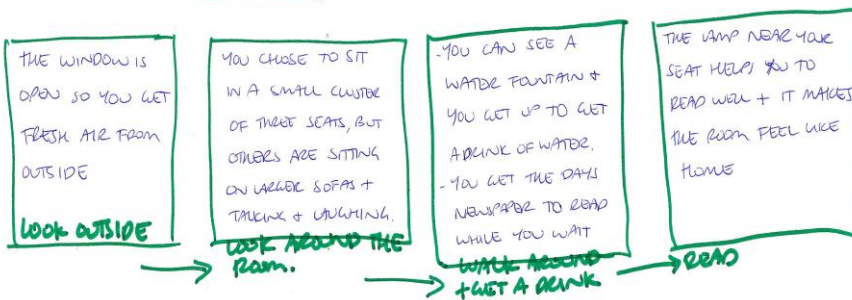 THE WINDOW IS
OPEN SO YOU GET
FRESH AIR FROM
OUTSIDE
LOOK OUTSIDE
YOU CHOSE TO SIT
IN A SMALL CLUSTER
OF THREE SEATS, BUT
OTHERS ARE SITTING
ON LARGER SOFAS +
TALKING + LAUGHING.
LOOK AROUND THE
ROOM.
- YOU CAN SEE A
WATER FOUNTAIN +
YOU GET UP TO GET
A DRINK OF WATER.
- YOU GET THE DAYS
NEWSPAPER TO READ
WHILE YOU WAIT
WALK AROUND
+ GET A DRINK
THE LAMP NEAR YOUR
SEAT HELPS YOU TO
READ WELL + IT MAKES
THE ROOM FEEL LIKE
HOME
READ